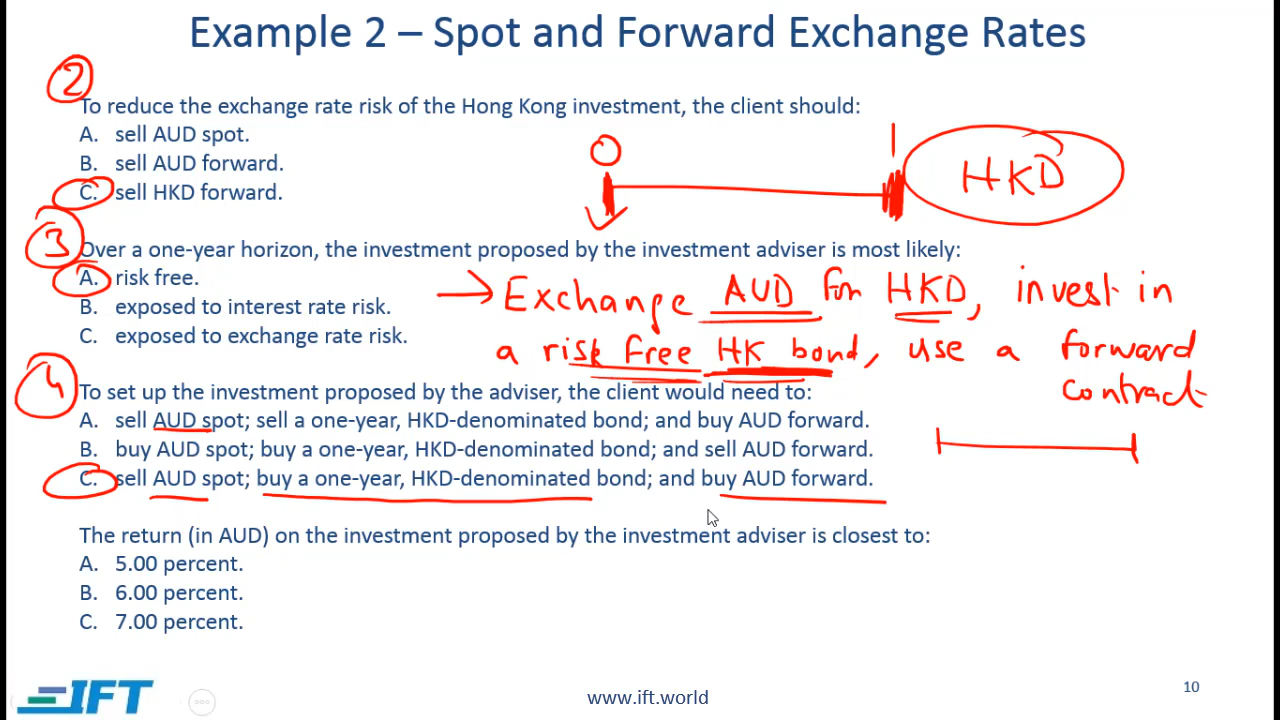 Example 2 – Spot and Forward Exchange Rates
2
To reduce the exchange rate risk of the Hong Kong investment, the client should:
A. sell AUD spot.
B. sell AUD forward.
C. sell HKD forward.
0
1
HKD
3
Over a one-year horizon, the investment proposed by the investment adviser is most likely:
A. risk free.
B. exposed to interest rate risk.
C. exposed to exchange rate risk.
→ Exchange AUD for HKD, invest in
a risk free HK bond, use a forward
contract
4
To set up the investment proposed by the adviser, the client would need to:
A. sell AUD spot; sell a one-year, HKD-denominated bond; and buy AUD forward.
B. buy AUD spot; buy a one-year, HKD-denominated bond; and sell AUD forward.
C. sell AUD spot; buy a one-year, HKD-denominated bond; and buy AUD forward.
The return (in AUD) on the investment proposed by the investment adviser is closest to:
A. 5.00 percent.
B. 6.00 percent.
C. 7.00 percent.
IFT
www.ift.world
10